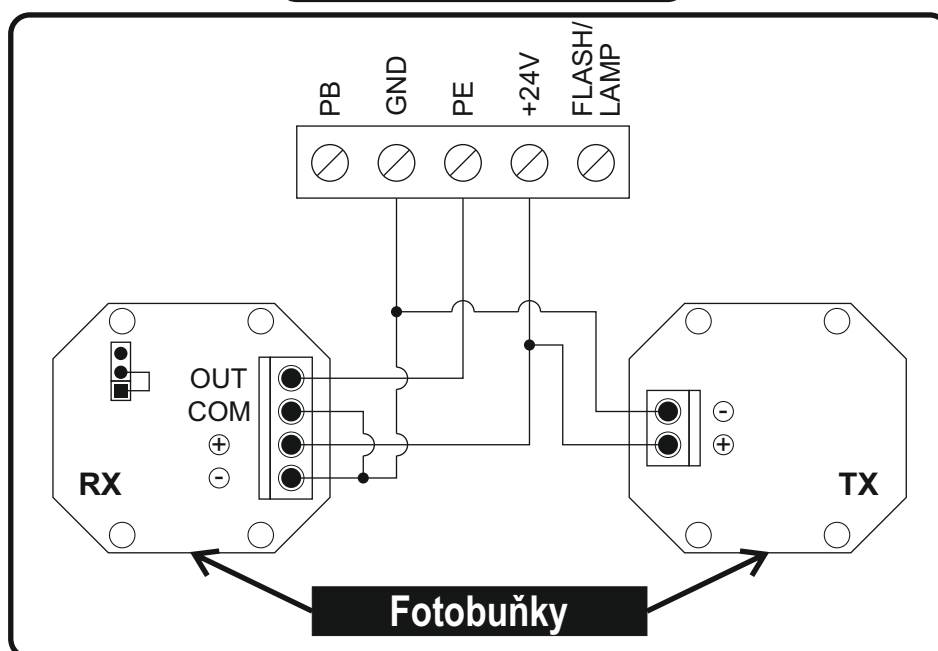 PB
GND
PE
+24V
FLASH/
LAMP
OUT
COM
+
-
RX
-
+
TX
Fotobuňky